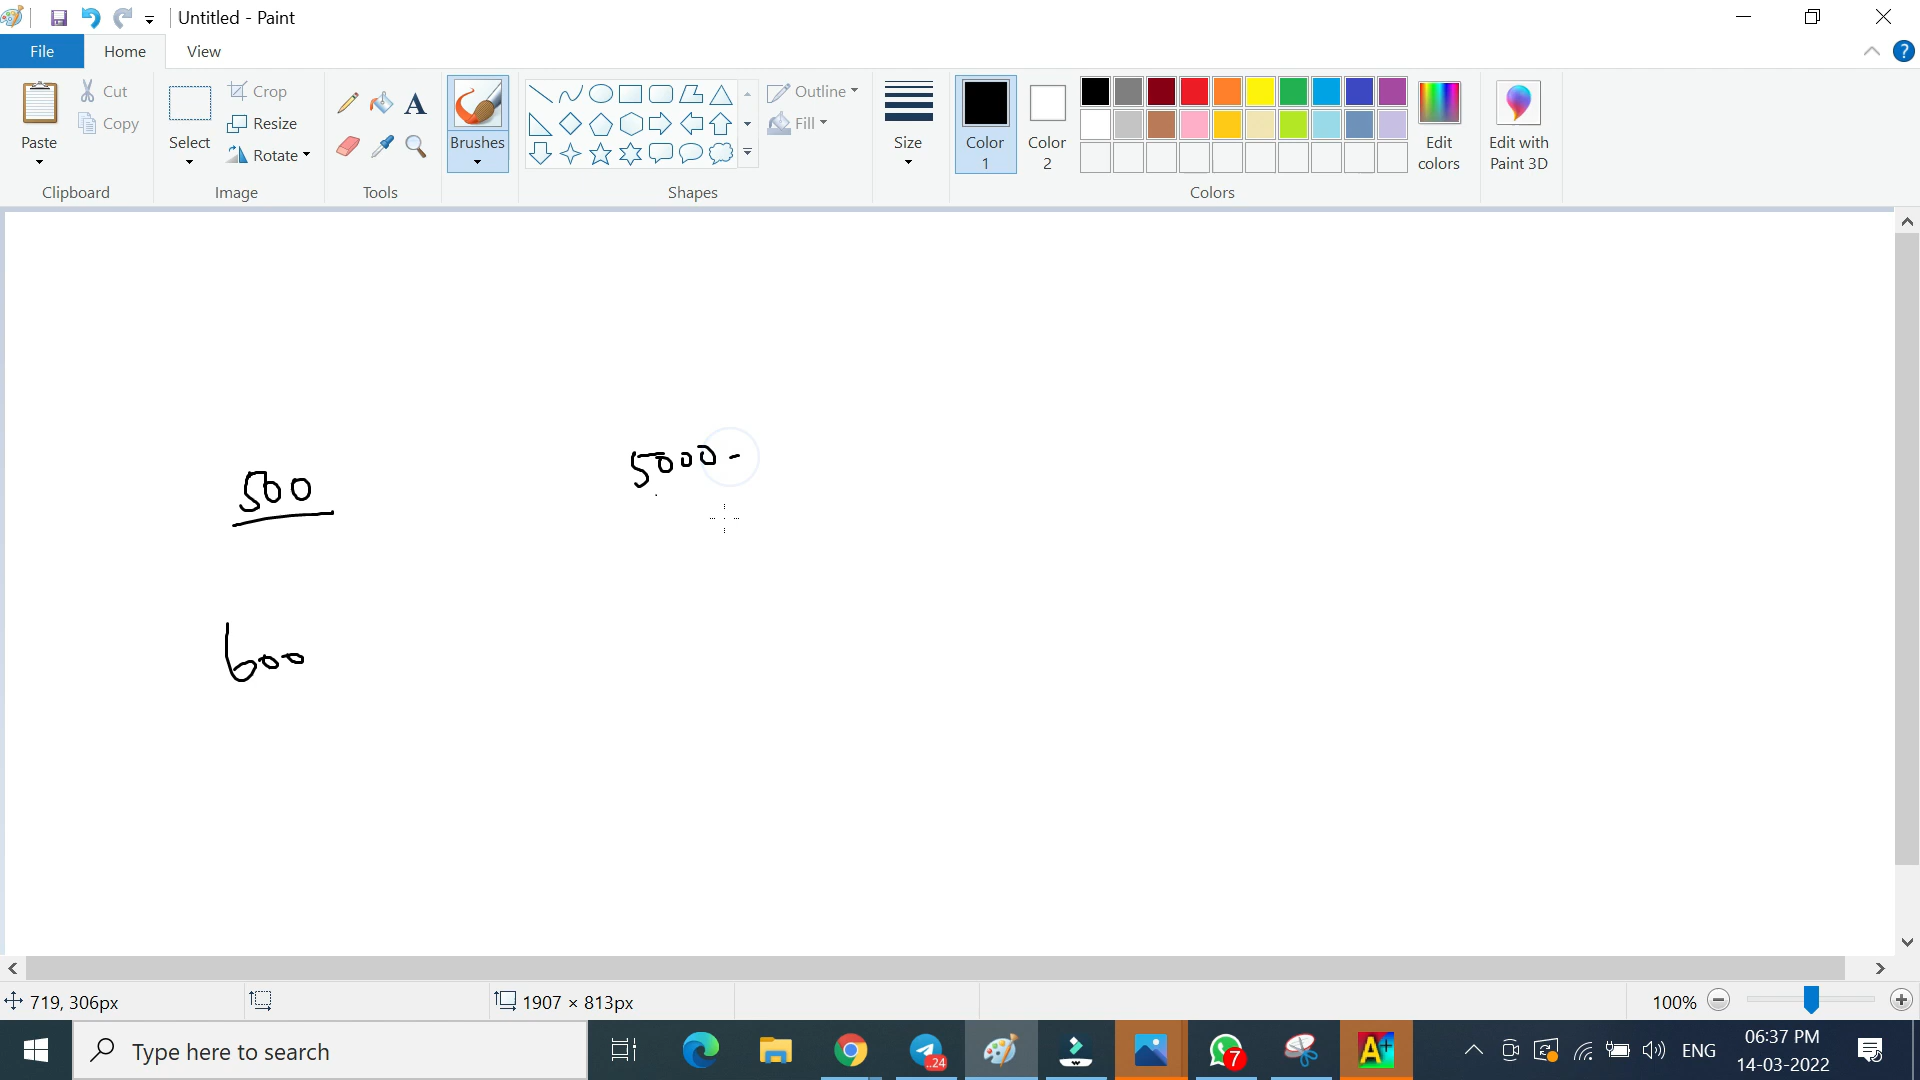 Untitled - Paint
File Home View
Paste
Cut
Copy
Clipboard
Select
Crop
Resize
Rotate
Image
Tools
Brushes
Shapes
Outline
Fill
Size
Color 1
Color 2
Colors
Edit colors
Edit with Paint 3D
5000 -
500
600
719, 306px
1907 × 813px
100%
Type here to search
..24
7
A+
ENG
06:37 PM
14-03-2022